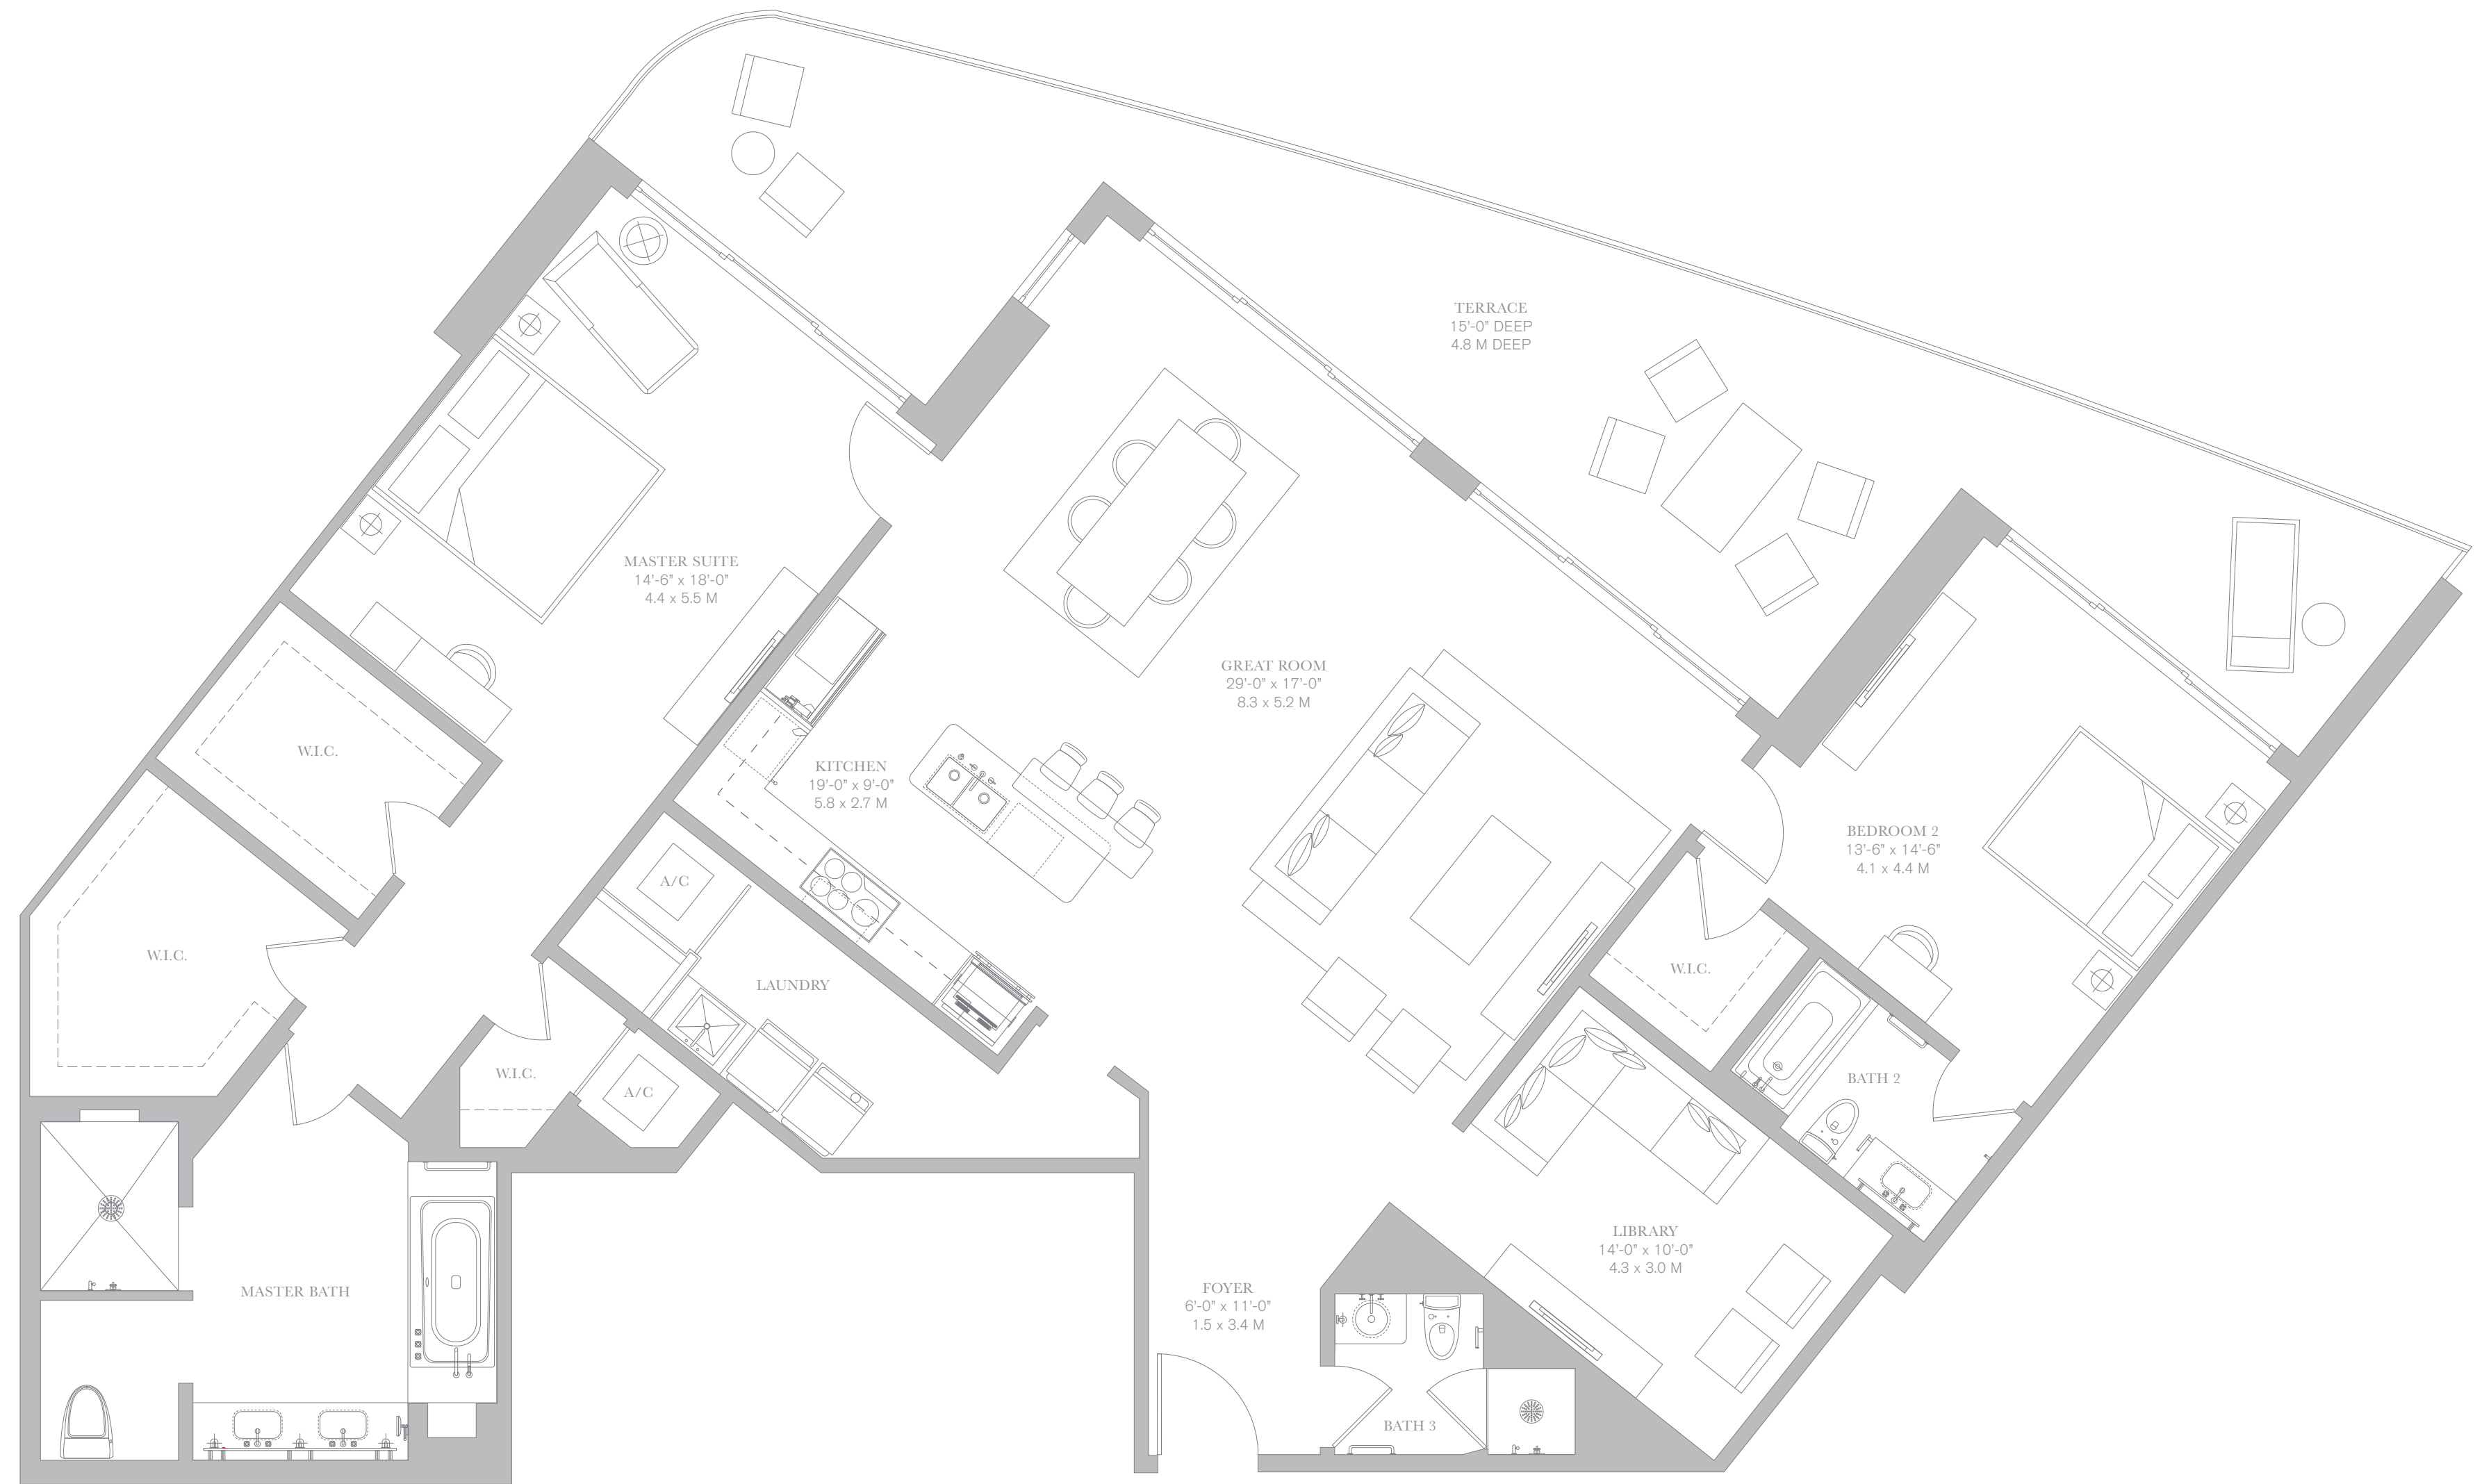 TERRACE
15'-0" DEEP
4.8 M DEEP
MASTER SUITE
14'-6" x 18'-0"
4.4 x 5.5 M
GREAT ROOM
29'-0" x 17'-0"
8.3 x 5.2 M
W.I.C.
KITCHEN
19'-0" x 9'-0"
5.8 x 2.7 M
BEDROOM 2
13'-6" x 14'-6"
4.1 x 4.4 M
A/C
W.I.C.
W.I.C.
LAUNDRY
W.I.C.
A/C
BATH 2
LIBRARY
14'-0" x 10'-0"
4.3 x 3.0 M
MASTER BATH
FOYER
6'-0" x 11'-0"
1.5 x 3.4 M
BATH 3